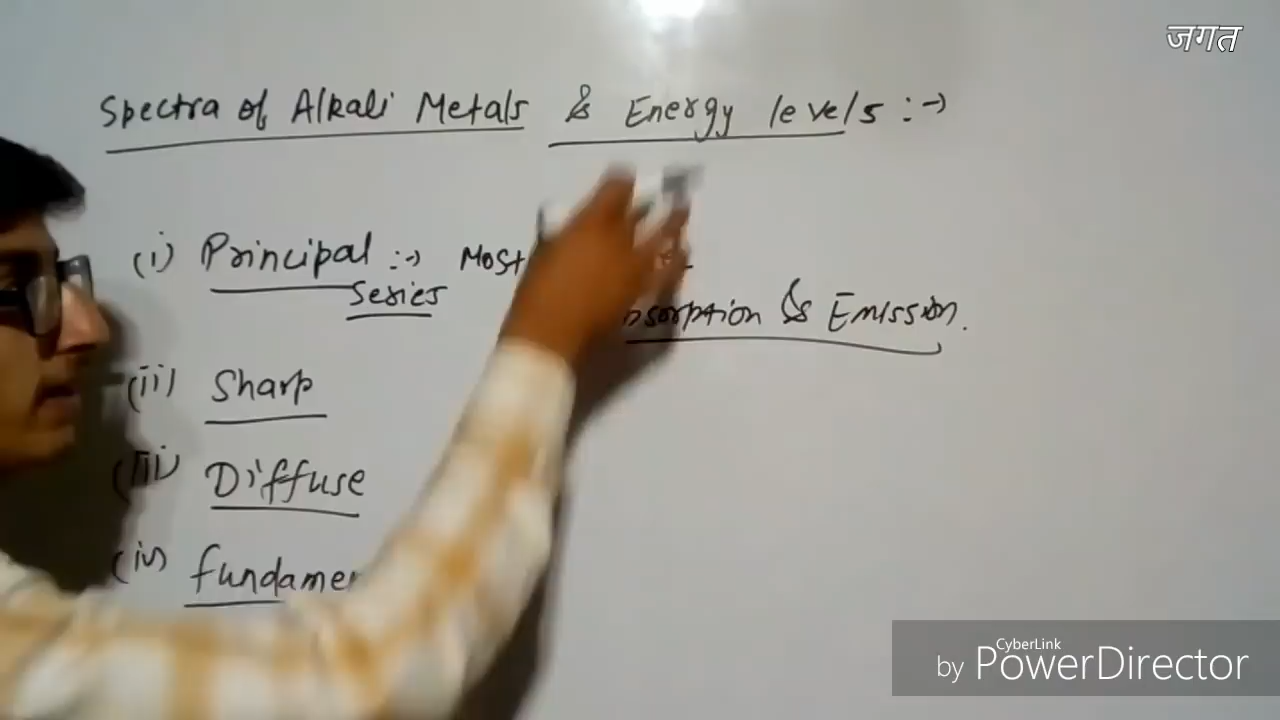 जगत
Spectra of Alkali Metals & Energy levels :->
(i) Principal :-> Most
Series
& Emission.
(ii) Sharp
(iii) Diffuse
(iv) fundamen
CyberLink
by PowerDirector